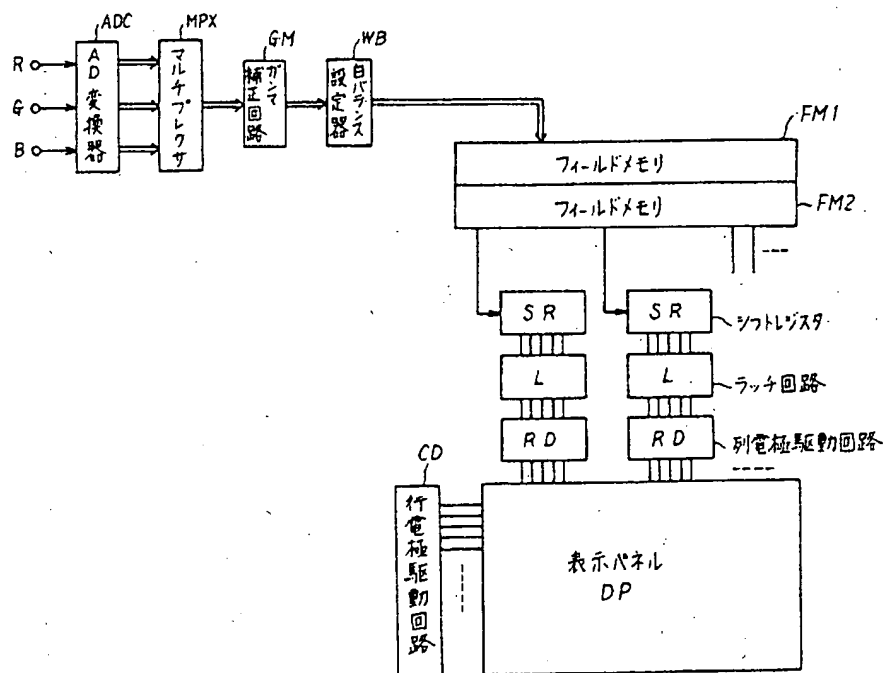 ADC
MPX
GM
WB
R
G
B
AD変換器
マルチプレクサ
ガンマ
補正回路
白バランス
設定器
フィールドメモリ
FM1
フィールドメモリ
FM2
SR
SR
シフトレジスタ
L
L
ラッチ回路
RD
RD
列電極駆動回路
CD
行電極駆動回路
表示パネル
DP